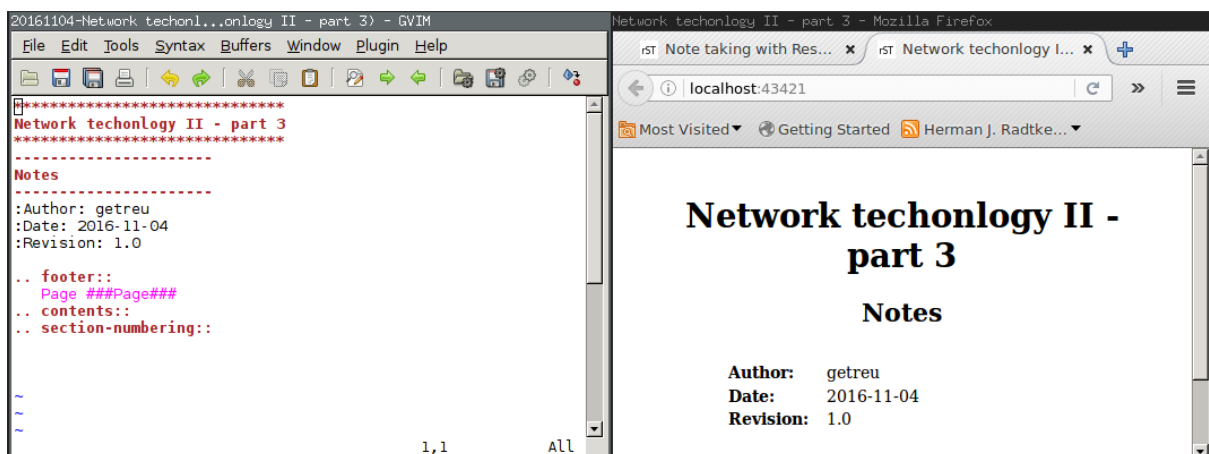 20161104-Network techonl...onlogy II - part 3) - GVIM
File Edit Tools Syntax Buffers Window Plugin Help
******************************
Network techonlogy II - part 3
******************************
----------------------
Notes
----------------------
:Author: getreu
:Date: 2016-11-04
:Revision: 1.0
.. footer::
Page ###Page###
.. contents::
.. section-numbering::
~
~
~
1,1 All
Network techonlogy II - part 3 - Mozilla Firefox
rST Note taking with Res... × rST Network techonlogy I... ×
localhost:43421
Most Visited Getting Started Herman J. Radtke...
Network techonlogy II -
part 3
Notes
Author: getreu
Date: 2016-11-04
Revision: 1.0